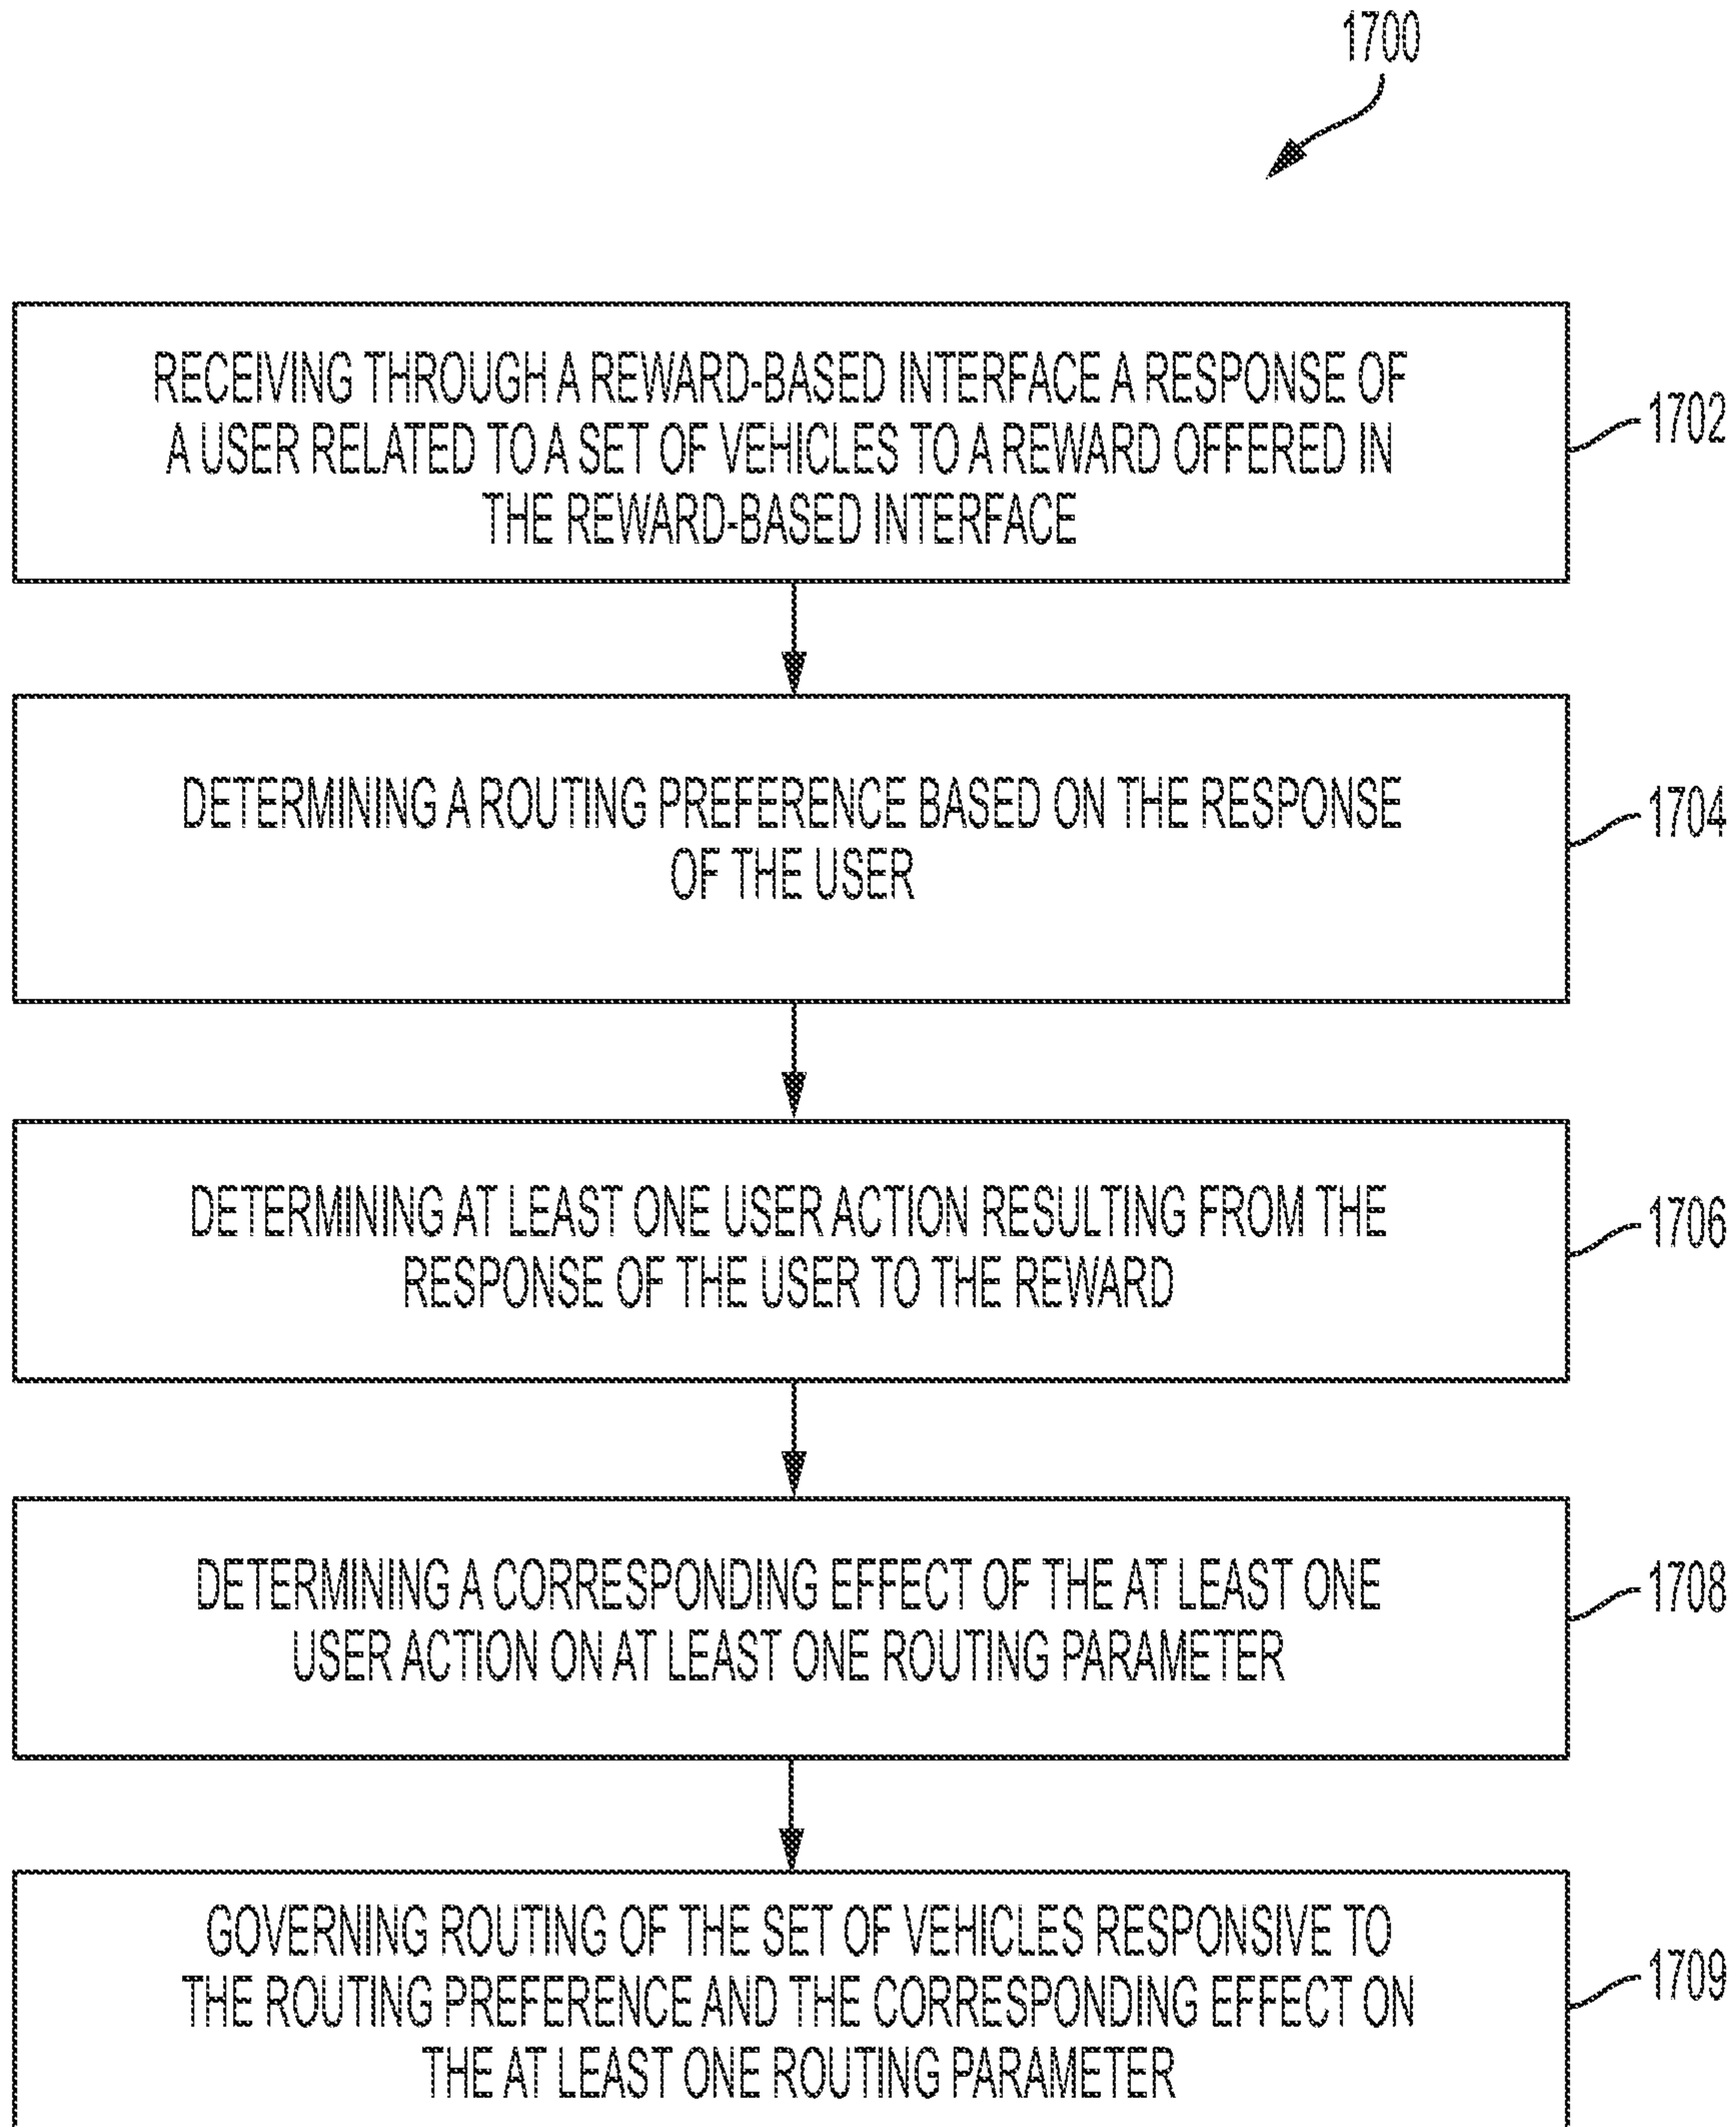 1700
RECEIVING THROUGH A REWARD-BASED INTERFACE A RESPONSE OF
A USER RELATED TO A SET OF VEHICLES TO A REWARD OFFERED IN
THE REWARD-BASED INTERFACE
1702
DETERMINING A ROUTING PREFERENCE BASED ON THE RESPONSE
OF THE USER
1704
DETERMINING AT LEAST ONE USER ACTION RESULTING FROM THE
RESPONSE OF THE USER TO THE REWARD
1706
DETERMINING A CORRESPONDING EFFECT OF THE AT LEAST ONE
USER ACTION ON AT LEAST ONE ROUTING PARAMETER
1708
GOVERNING ROUTING OF THE SET OF VEHICLES RESPONSIVE TO
THE ROUTING PREFERENCE AND THE CORRESPONDING EFFECT ON
THE AT LEAST ONE ROUTING PARAMETER
1709